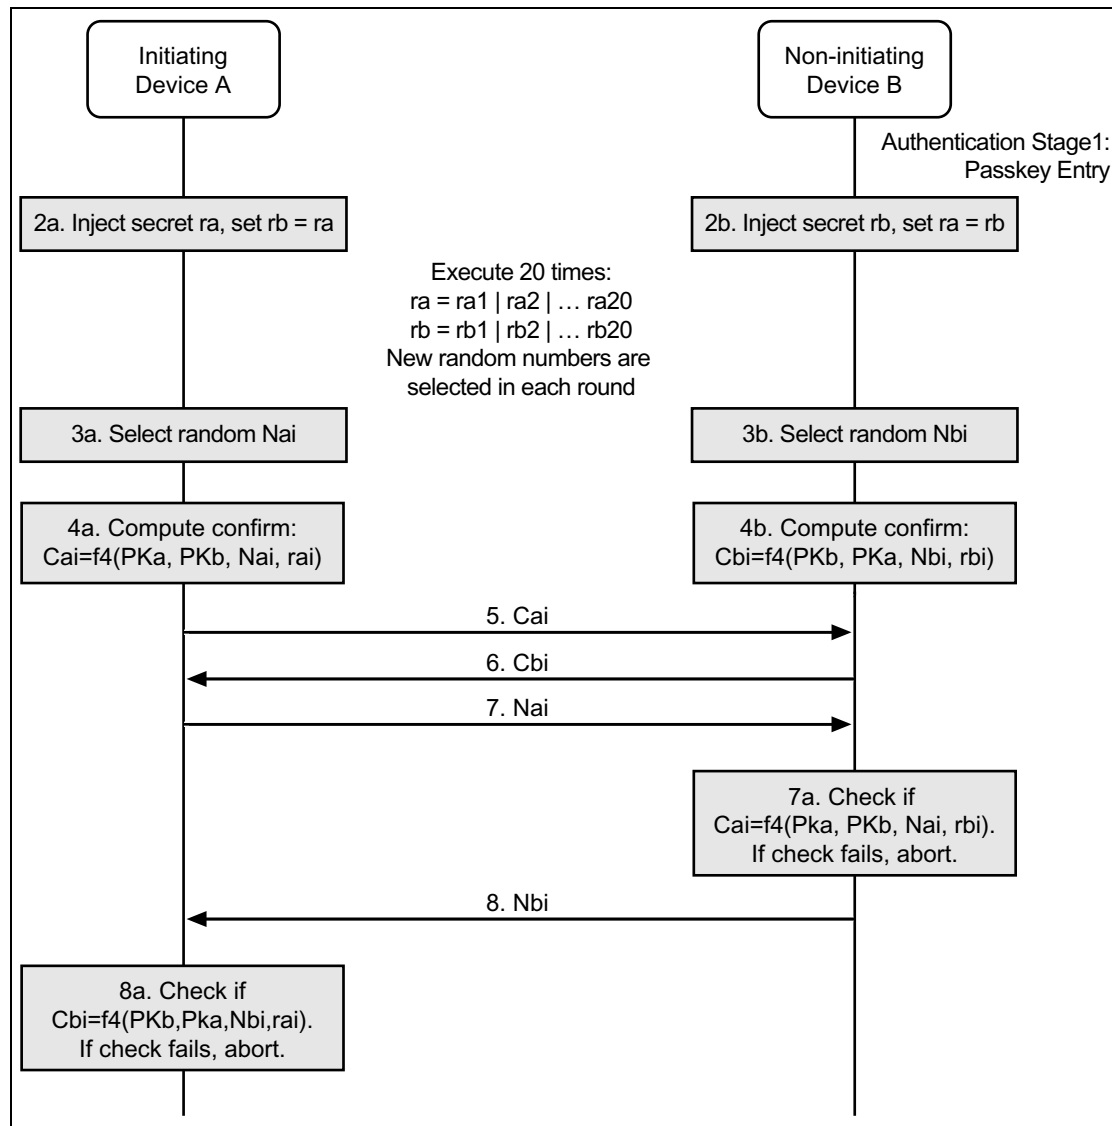 Initiating
Device A
Non-initiating
Device B
Authentication Stage1:
Passkey Entry
2a. Inject secret ra, set rb = ra
2b. Inject secret rb, set ra = rb
Execute 20 times:
ra = ra1 | ra2 | … ra20
rb = rb1 | rb2 | … rb20
New random numbers are
selected in each round
3a. Select random Nai
3b. Select random Nbi
4a. Compute confirm:
Cai=f4(PKa, PKb, Nai, rai)
4b. Compute confirm:
Cbi=f4(PKb, PKa, Nbi, rbi)
5. Cai
6. Cbi
7. Nai
7a. Check if
Cai=f4(Pka, PKb, Nai, rbi).
If check fails, abort.
8. Nbi
8a. Check if
Cbi=f4(PKb,Pka,Nbi,rai).
If check fails, abort.